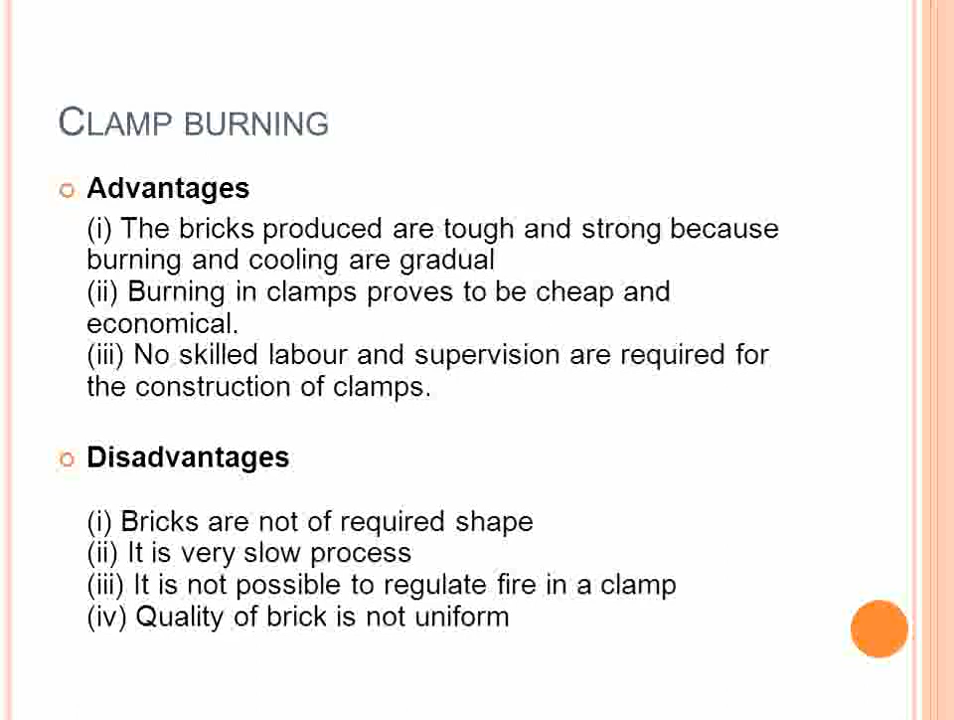 CLAMP BURNING
Advantages
(i) The bricks produced are tough and strong because
burning and cooling are gradual
(ii) Burning in clamps proves to be cheap and
economical.
(iii) No skilled labour and supervision are required for
the construction of clamps.
Disadvantages
(i) Bricks are not of required shape
(ii) It is very slow process
(iii) It is not possible to regulate fire in a clamp
(iv) Quality of brick is not uniform